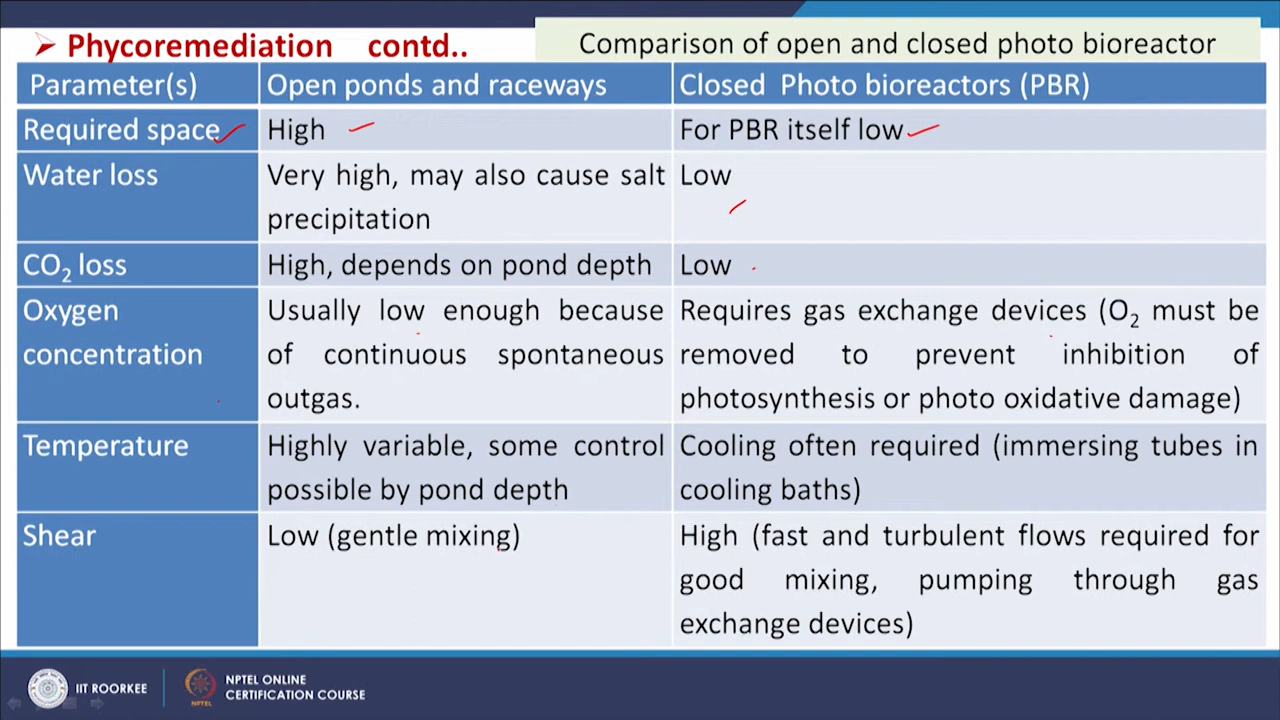 Phycoremediation contd..
Comparison of open and closed photo bioreactor
Parameter(s) Open ponds and raceways Closed Photo bioreactors (PBR)
Required space High For PBR itself low
Water loss Very high, may also cause salt Low
precipitation
CO₂ loss High, depends on pond depth Low
Oxygen Usually low enough because Requires gas exchange devices (O₂ must be
concentration of continuous spontaneous removed to prevent inhibition of
outgas. photosynthesis or photo oxidative damage)
Temperature Highly variable, some control Cooling often required (immersing tubes in
possible by pond depth cooling baths)
Shear Low (gentle mixing) High (fast and turbulent flows required for
good mixing, pumping through gas
exchange devices)
IIT ROORKEE
NPTEL ONLINE
CERTIFICATION COURSE
NPTEL